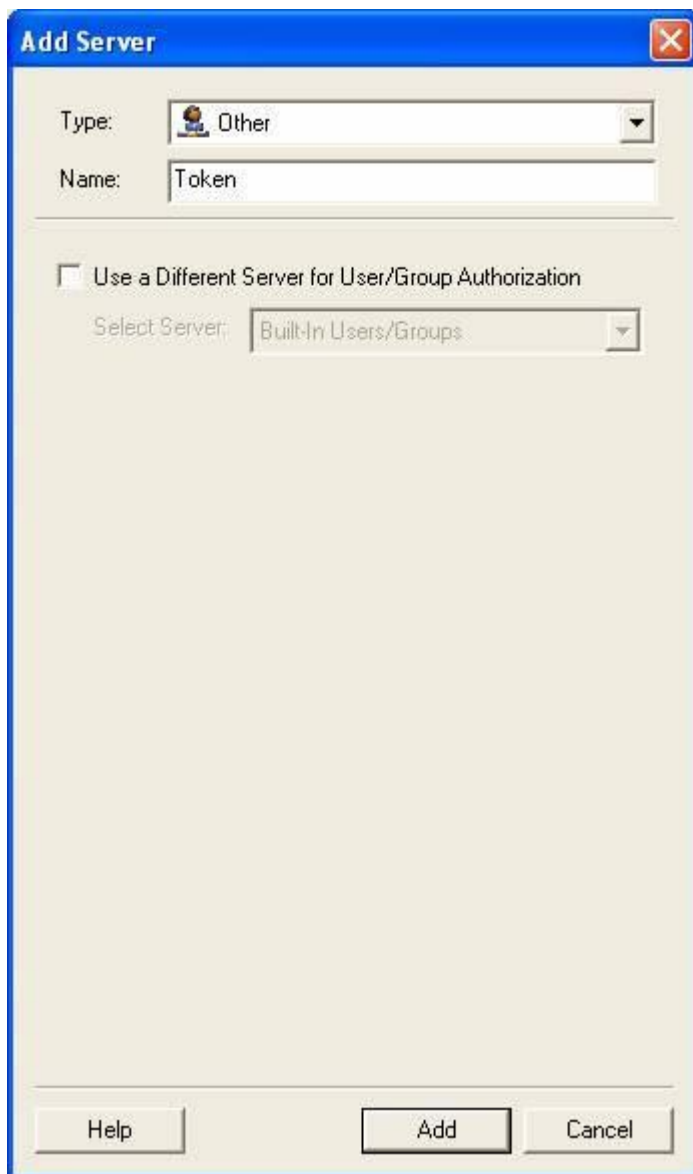 Add Server
Type: Other
Name: Token
Use a Different Server for User/Group Authorization
Select Server: Built-In Users/Groups
Help Add Cancel